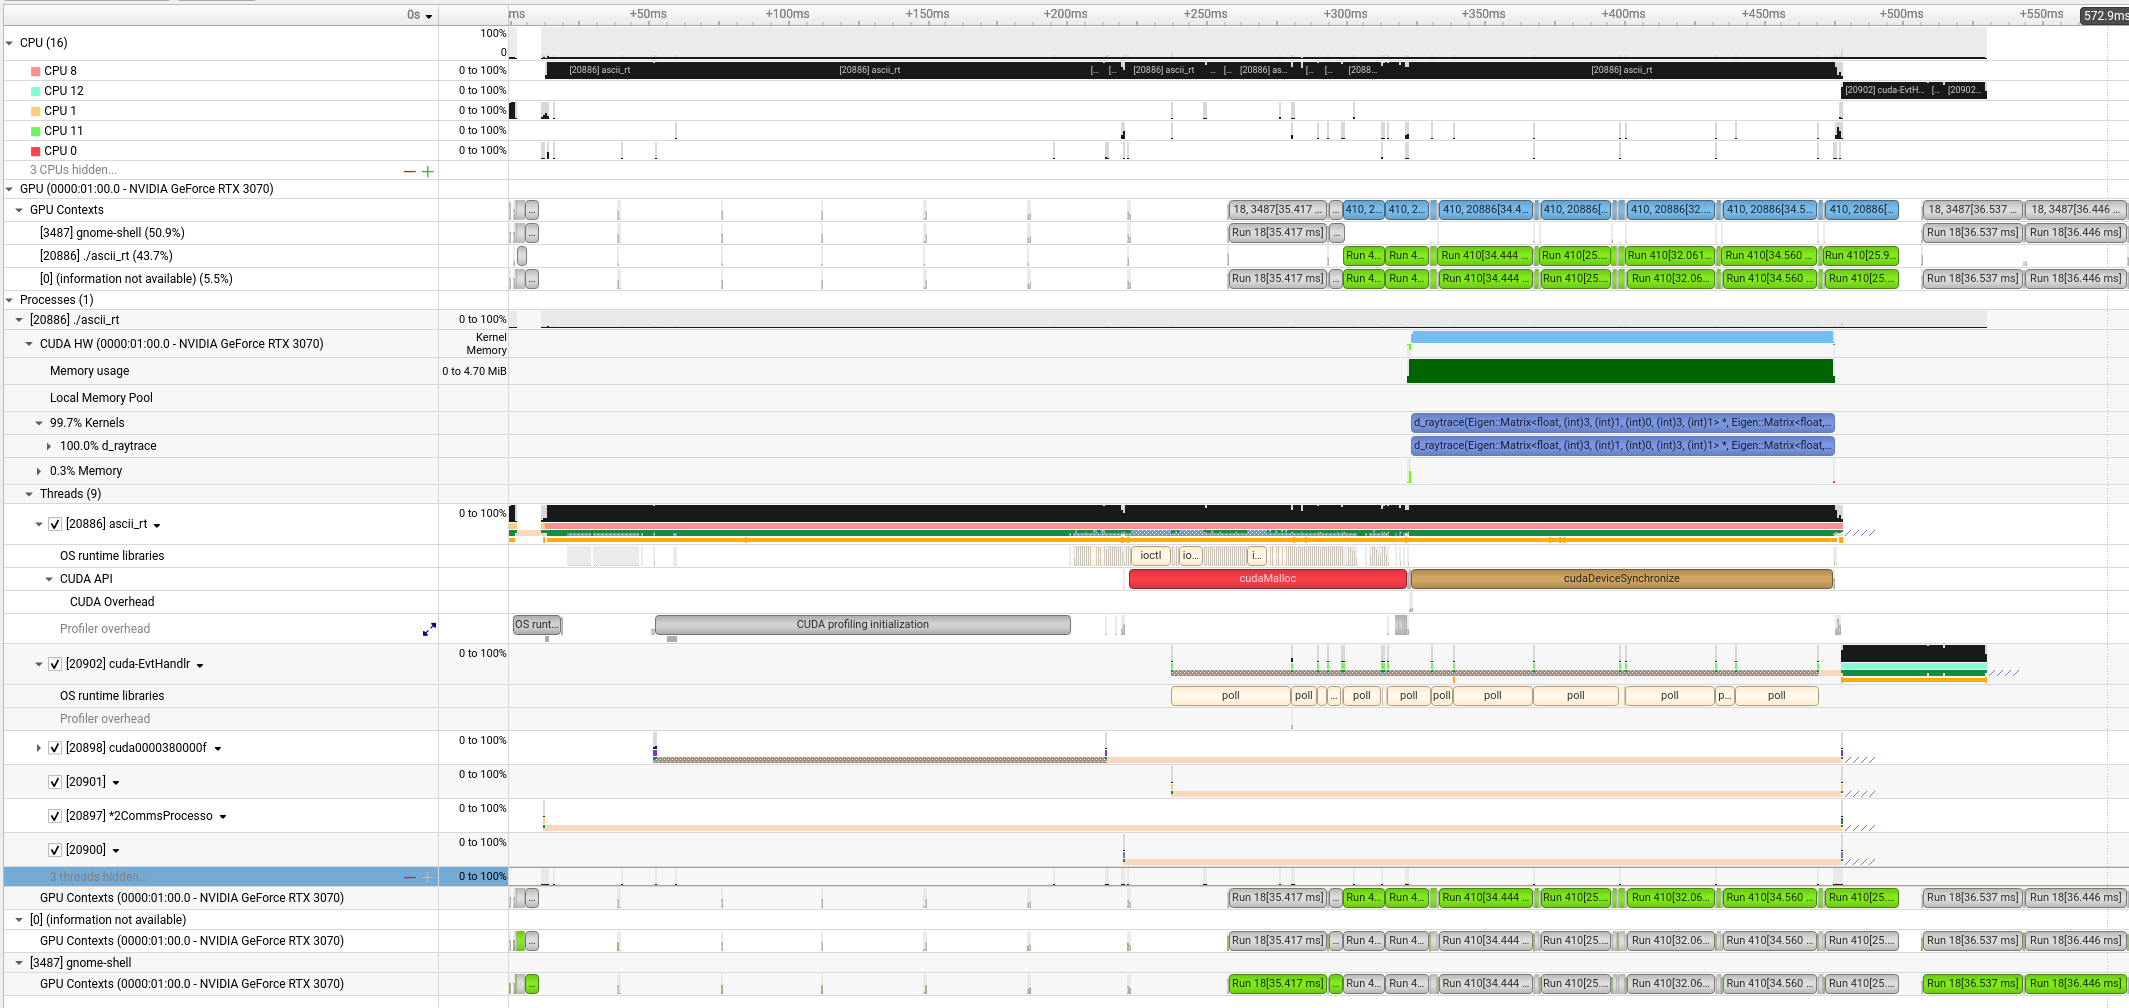 0s ms +50ms +100ms +150ms +200ms +250ms +300ms +350ms +400ms +450ms +500ms +550ms 572.9ms
CPU (16) 100% 0
CPU 8 0 to 100% [20886] ascii_rt [20886] ascii_rt [... [... [20886] ascii_rt ... [... [20886] as... [... [... [2088... [20886] ascii_rt
CPU 12 0 to 100% [20902] cuda-EvtH... [... [20902...
CPU 1 0 to 100%
CPU 11 0 to 100%
CPU 0 0 to 100%
3 CPUs hidden...
GPU (0000:01:00.0 - NVIDIA GeForce RTX 3070)
GPU Contexts ... 18, 3487[35.417 ... ... 410, 2... 410, 2... 410, 20886[34.4... 410, 20886[... 410, 20886[32.... 410, 20886[34.5... 410, 20886[... 18, 3487[36.537 ... 18, 3487[36.446 ...
[3487] gnome-shell (50.9%) ... Run 18[35.417 ms] ... Run 18[36.537 ms] Run 18[36.446 ms]
[20886] ./ascii_rt (43.7%) Run 4... Run 4... Run 410[34.444 ... Run 410[25.... Run 410[32.061... Run 410[34.560 ... Run 410[25.9...
[0] (information not available) (5.5%) ... Run 18[35.417 ms] ... Run 4... Run 4... Run 410[34.444 ... Run 410[25.... Run 410[32.06... Run 410[34.560 ... Run 410[25.... Run 18[36.537 ms] Run 18[36.446 ms]
Processes (1)
[20886] ./ascii_rt 0 to 100%
CUDA HW (0000:01:00.0 - NVIDIA GeForce RTX 3070) Kernel
Memory
Memory usage 0 to 4.70 MiB
Local Memory Pool
99.7% Kernels d_raytrace(Eigen::Matrix<float, (int)3, (int)1, (int)0, (int)3, (int)1> *, Eigen::Matrix<float,...
100.0% d_raytrace d_raytrace(Eigen::Matrix<float, (int)3, (int)1, (int)0, (int)3, (int)1> *, Eigen::Matrix<float,...
0.3% Memory
Threads (9)
[20886] ascii_rt 0 to 100%
OS runtime libraries ioctl io... i...
CUDA API cudaMalloc cudaDeviceSynchronize
CUDA Overhead
Profiler overhead OS runt... CUDA profiling initialization
[20902] cuda-EvtHandlr 0 to 100%
OS runtime libraries poll poll ... poll poll poll poll poll poll p... poll
Profiler overhead
[20898] cuda0000380000f 0 to 100%
[20901] 0 to 100%
[20897] *2CommsProcesso 0 to 100%
[20900] 0 to 100%
3 threads hidden... 0 to 100%
GPU Contexts (0000:01:00.0 - NVIDIA GeForce RTX 3070) ... Run 18[35.417 ms] ... Run 4... Run 4... Run 410[34.444 ... Run 410[25.... Run 410[32.06... Run 410[34.560 ... Run 410[25.... Run 18[36.537 ms] Run 18[36.446 ms]
[0] (information not available)
GPU Contexts (0000:01:00.0 - NVIDIA GeForce RTX 3070) ... Run 18[35.417 ms] ... Run 4... Run 4... Run 410[34.444 ... Run 410[25.... Run 410[32.06... Run 410[34.560 ... Run 410[25.... Run 18[36.537 ms] Run 18[36.446 ms]
[3487] gnome-shell
GPU Contexts (0000:01:00.0 - NVIDIA GeForce RTX 3070) ... Run 18[35.417 ms] ... Run 4... Run 4... Run 410[34.444 ... Run 410[25.... Run 410[32.06... Run 410[34.560 ... Run 410[25.... Run 18[36.537 ms] Run 18[36.446 ms]